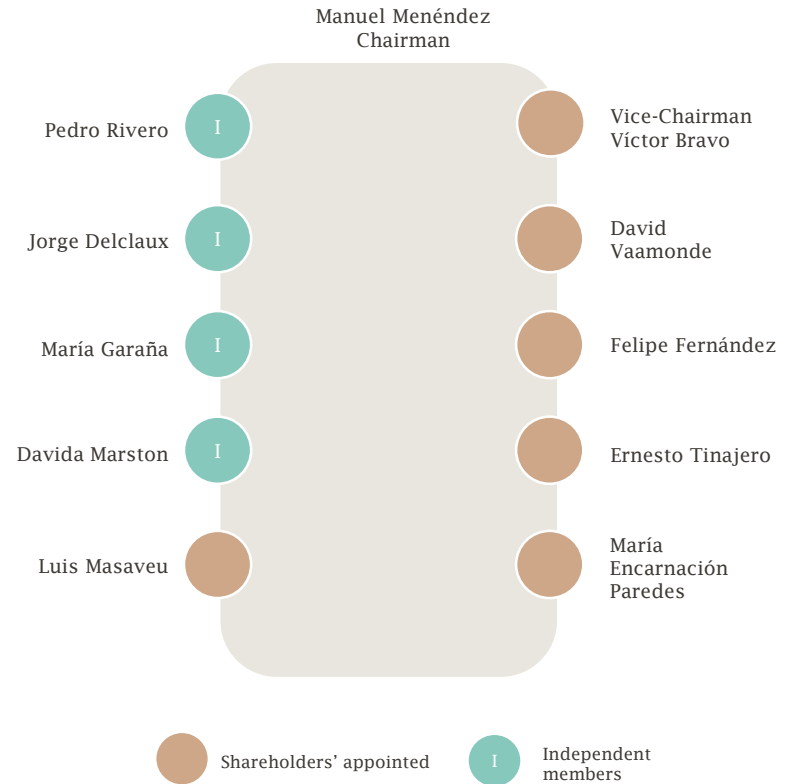 Manuel Menéndez
Chairman
Pedro Rivero
I
Vice-Chairman
Víctor Bravo
Jorge Delclaux
I
David
Vaamonde
María Garaña
I
Felipe Fernández
Davida Marston
I
Ernesto Tinajero
Luis Masaveu
María
Encarnación
Paredes
Shareholders’ appointed
I
Independent
members